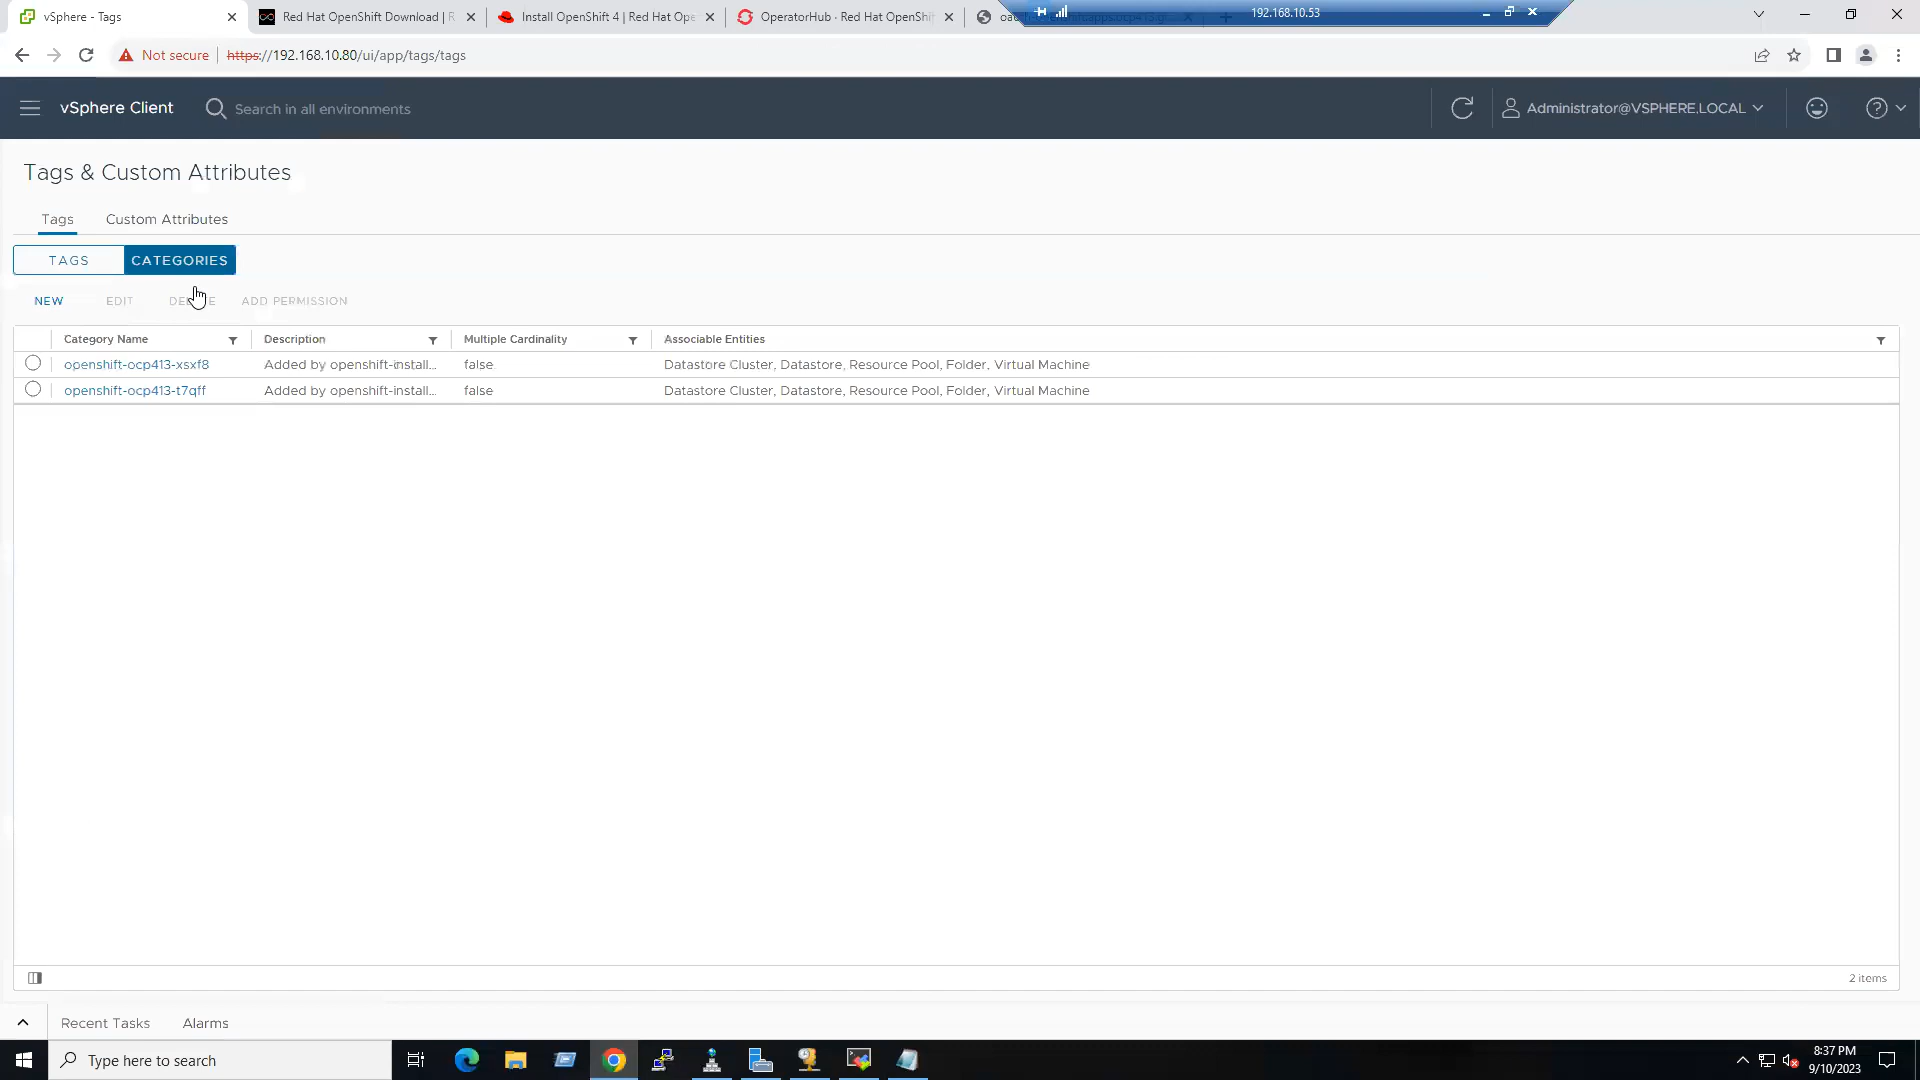 vSphere - Tags
Red Hat OpenShift Download | R
Install OpenShift 4 | Red Hat Ope
OperatorHub · Red Hat OpenShif
192.168.10.53
Not secure
https://192.168.10.80/ui/app/tags/tags
vSphere Client
Search in all environments
Administrator@VSPHERE.LOCAL
Tags & Custom Attributes
Tags
Custom Attributes
TAGS
CATEGORIES
NEW
EDIT
ADD PERMISSION
Category Name
Description
Multiple Cardinality
Associable Entities
openshift-ocp413-xsxf8
Added by openshift-install...
false
Datastore Cluster, Datastore, Resource Pool, Folder, Virtual Machine
openshift-ocp413-t7qff
Added by openshift-install...
false
Datastore Cluster, Datastore, Resource Pool, Folder, Virtual Machine
2 items
Recent Tasks
Alarms
Type here to search
8:37 PM
9/10/2023